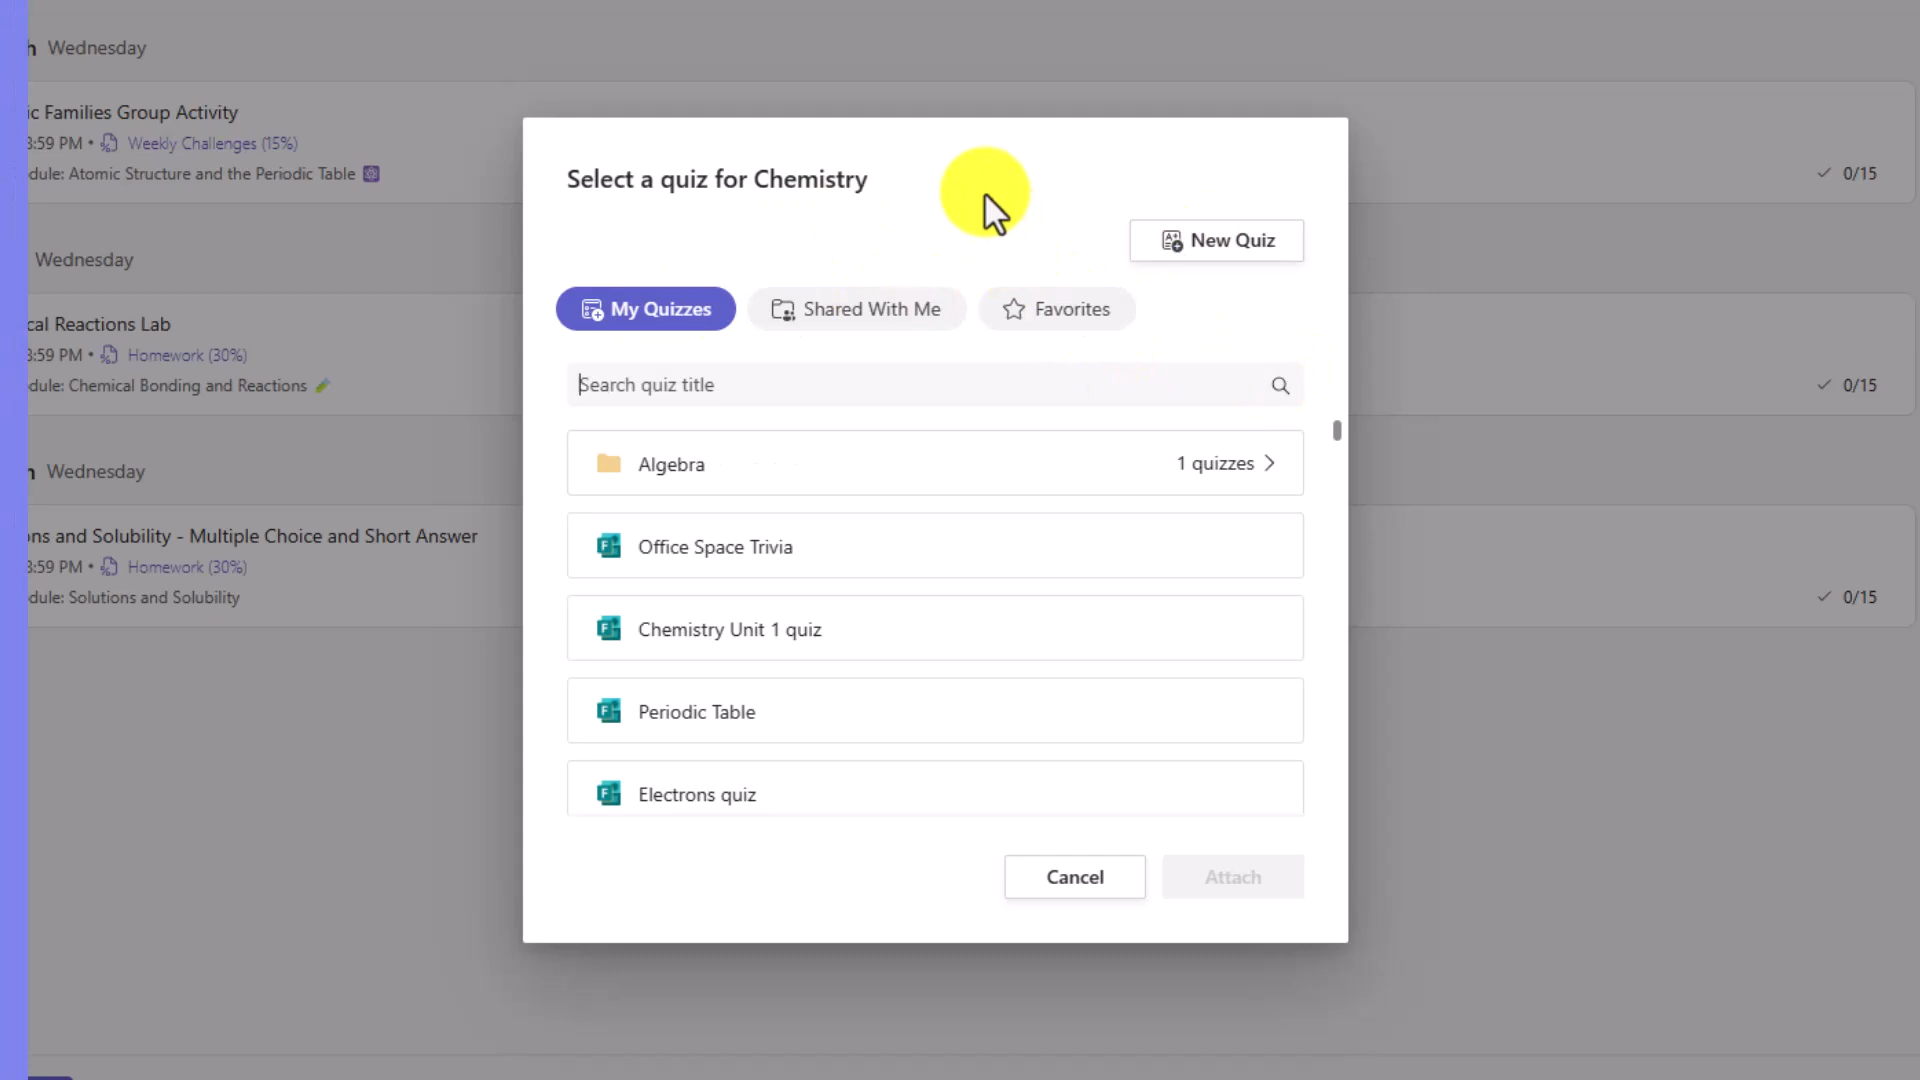 h Wednesday
ic Families Group Activity
3:59 PM • Weekly Challenges (15%)
dule: Atomic Structure and the Periodic Table
0/15
Wednesday
cal Reactions Lab
3:59 PM • Homework (30%)
dule: Chemical Bonding and Reactions
0/15
n Wednesday
ons and Solubility - Multiple Choice and Short Answer
3:59 PM • Homework (30%)
dule: Solutions and Solubility
0/15
Select a quiz for Chemistry
New Quiz
My Quizzes Shared With Me Favorites
Search quiz title
Algebra 1 quizzes
Office Space Trivia
Chemistry Unit 1 quiz
Periodic Table
Electrons quiz
Cancel Attach